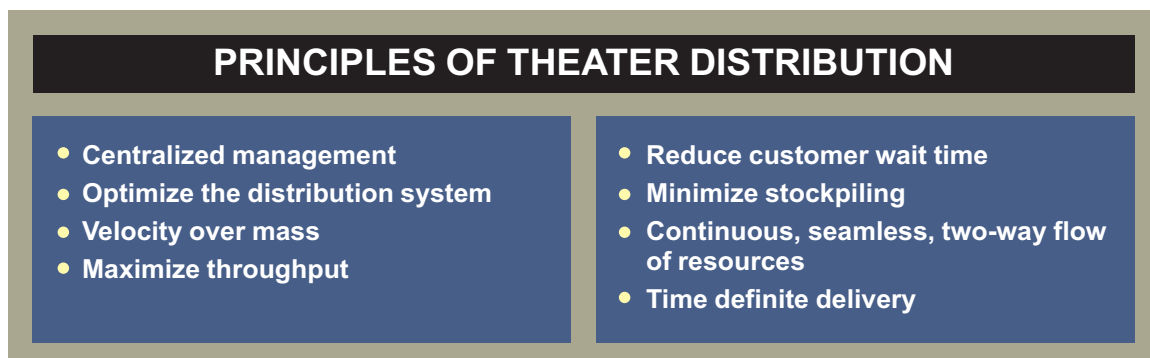 PRINCIPLES OF THEATER DISTRIBUTION
Centralized management
Optimize the distribution system
Velocity over mass
Maximize throughput
Reduce customer wait time
Minimize stockpiling
Continuous, seamless, two-way flow
of resources
Time definite delivery